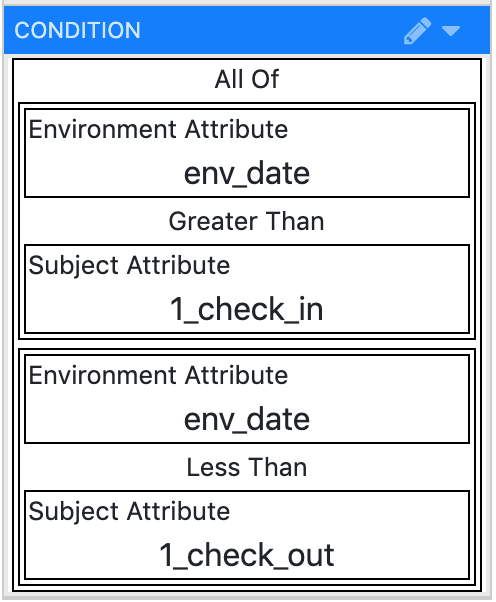 CONDITION
All Of
Environment Attribute
env_date
Greater Than
Subject Attribute
1_check_in
Environment Attribute
env_date
Less Than
Subject Attribute
1_check_out